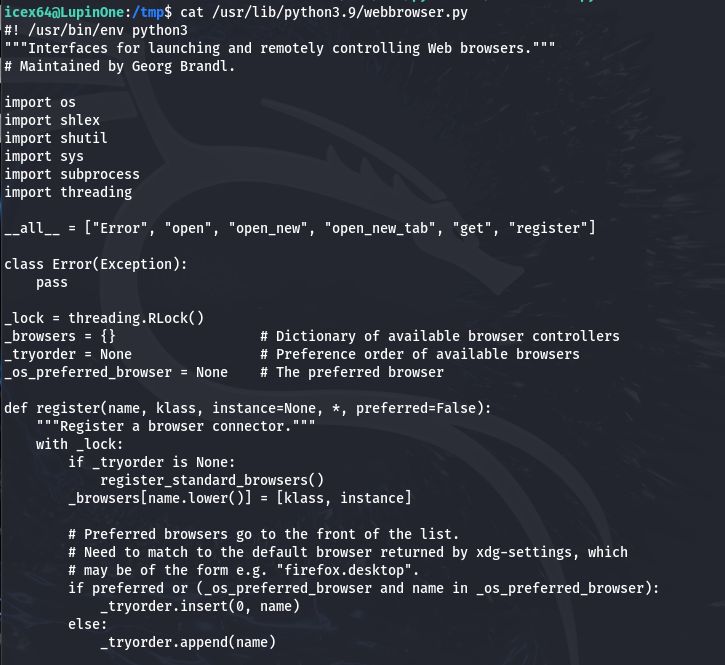 icex64@LupinOne:/tmp$ cat /usr/lib/python3.9/webbrowser.py
#! /usr/bin/env python3
"""Interfaces for launching and remotely controlling Web browsers."""
# Maintained by Georg Brandl.

import os
import shlex
import shutil
import sys
import subprocess
import threading

__all__ = ["Error", "open", "open_new", "open_new_tab", "get", "register"]

class Error(Exception):
    pass

_lock = threading.RLock()
_browsers = {}                  # Dictionary of available browser controllers
_tryorder = None                # Preference order of available browsers
_os_preferred_browser = None    # The preferred browser

def register(name, klass, instance=None, *, preferred=False):
    """Register a browser connector."""
    with _lock:
        if _tryorder is None:
            register_standard_browsers()
        _browsers[name.lower()] = [klass, instance]

        # Preferred browsers go to the front of the list.
        # Need to match to the default browser returned by xdg-settings, which
        # may be of the form e.g. "firefox.desktop".
        if preferred or (_os_preferred_browser and name in _os_preferred_browser):
            _tryorder.insert(0, name)
        else:
            _tryorder.append(name)